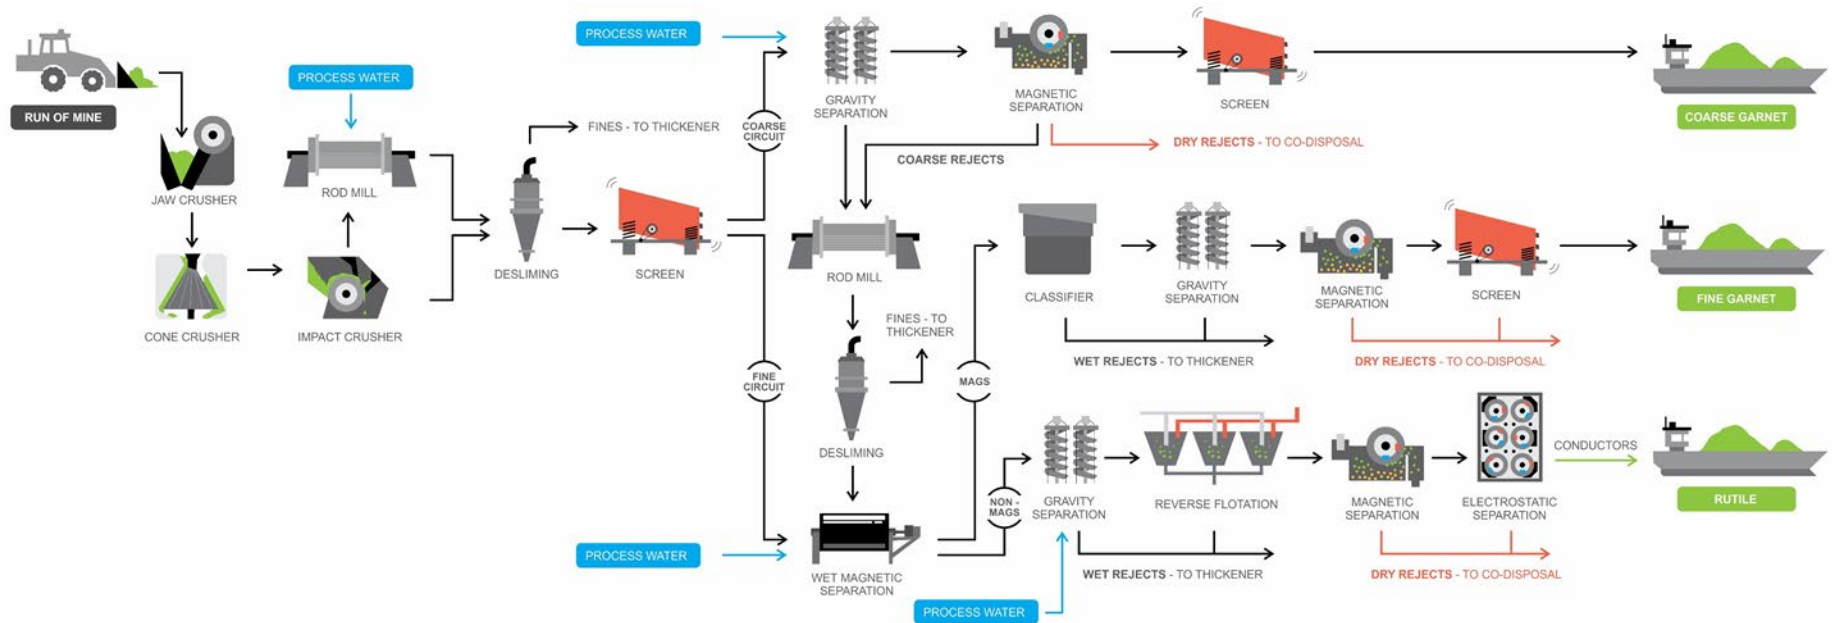 RUN OF MINE
JAW CRUSHER
CONE CRUSHER
PROCESS WATER
ROD MILL
IMPACT CRUSHER
FINES - TO THICKENER
DESLIMING
SCREEN
PROCESS WATER
COARSE
CIRCUIT
GRAVITY
SEPARATION
MAGNETIC
SEPARATION
SCREEN
COARSE GARNET
COARSE REJECTS
DRY REJECTS - TO CO-DISPOSAL
ROD MILL
FINES - TO
THICKENER
FINE
CIRCUIT
DESLIMING
PROCESS WATER
WET MAGNETIC
SEPARATION
MAGS
CLASSIFIER
GRAVITY
SEPARATION
MAGNETIC
SEPARATION
SCREEN
FINE GARNET
WET REJECTS - TO THICKENER
DRY REJECTS - TO CO-DISPOSAL
NON -
MAGS
GRAVITY
SEPARATION
REVERSE FLOTATION
MAGNETIC
SEPARATION
ELECTROSTATIC
SEPARATION
CONDUCTORS
RUTILE
WET REJECTS - TO THICKENER
DRY REJECTS - TO CO-DISPOSAL
PROCESS WATER